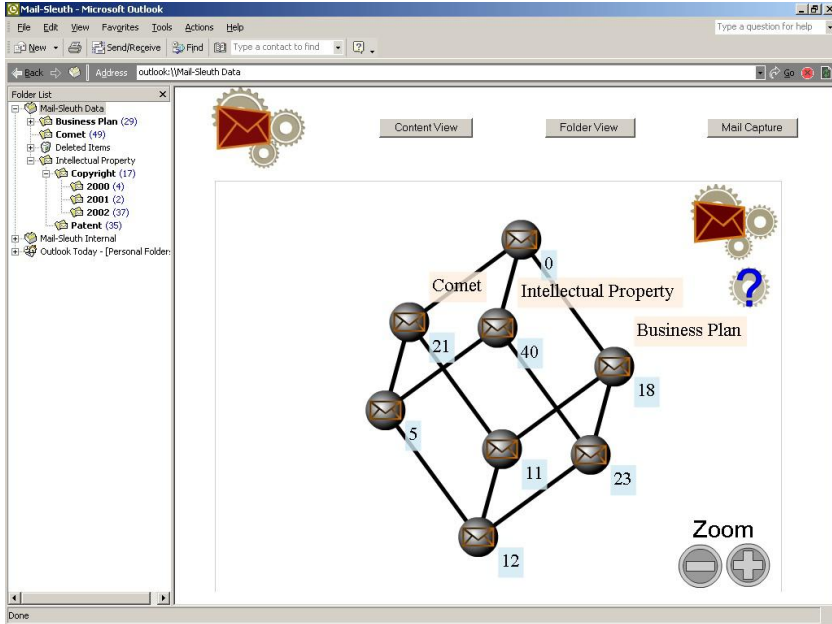 Mail-Sleuth - Microsoft Outlook
File Edit View Favorites Tools Actions Help
Type a question for help
New Send/Receive Find Type a contact to find
Back Address outlook:\\Mail-Sleuth Data Go
Folder List
Mail-Sleuth Data
Business Plan (29)
Comet (49)
Deleted Items
Intellectual Property
Copyright (17)
2000 (4)
2001 (2)
2002 (37)
Patent (35)
Mail-Sleuth Internal
Outlook Today - [Personal Folders
Content View Folder View Mail Capture
0
Comet Intellectual Property
Business Plan
21 40
18
5
11 23
12
Zoom
Done